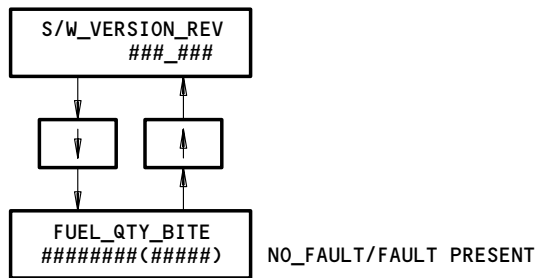 S/W_VERSION_REV
###_###
FUEL_QTY_BITE
########(#####)
NO_FAULT/FAULT PRESENT